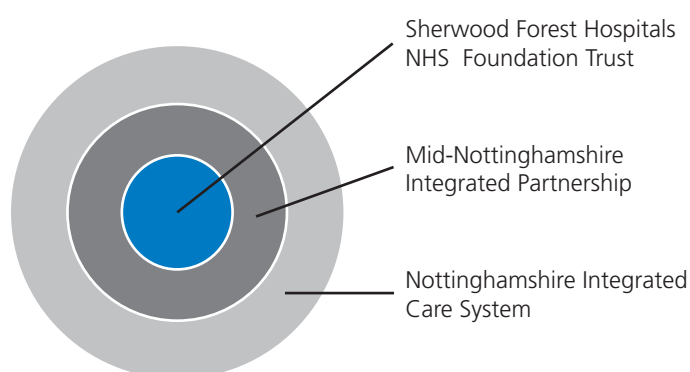 Sherwood Forest Hospitals
NHS  Foundation Trust
Mid-Nottinghamshire
Integrated Partnership
Nottinghamshire Integrated
Care System